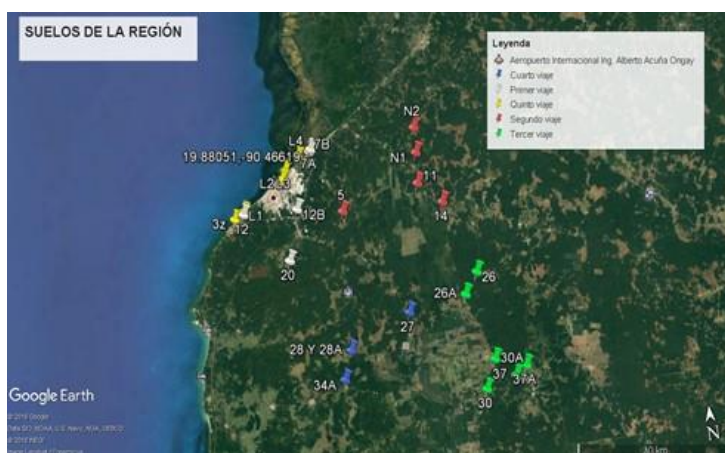 SUELOS DE LA REGIÓN
Leyenda
Aeropuerto Internacional Ing. Alberto Acuña Ongay
Cuarto viaje
Primer viaje
Quinto viaje
Segundo viaje
Tercer viaje
N2
L4
7B
19.88051,-90.46619
7A
N1
L2
L3
11
5
14
L1
12B
3z
12
20
26
26A
27
28 Y 28A
30A
37
37A
34A
30
Google Earth
N